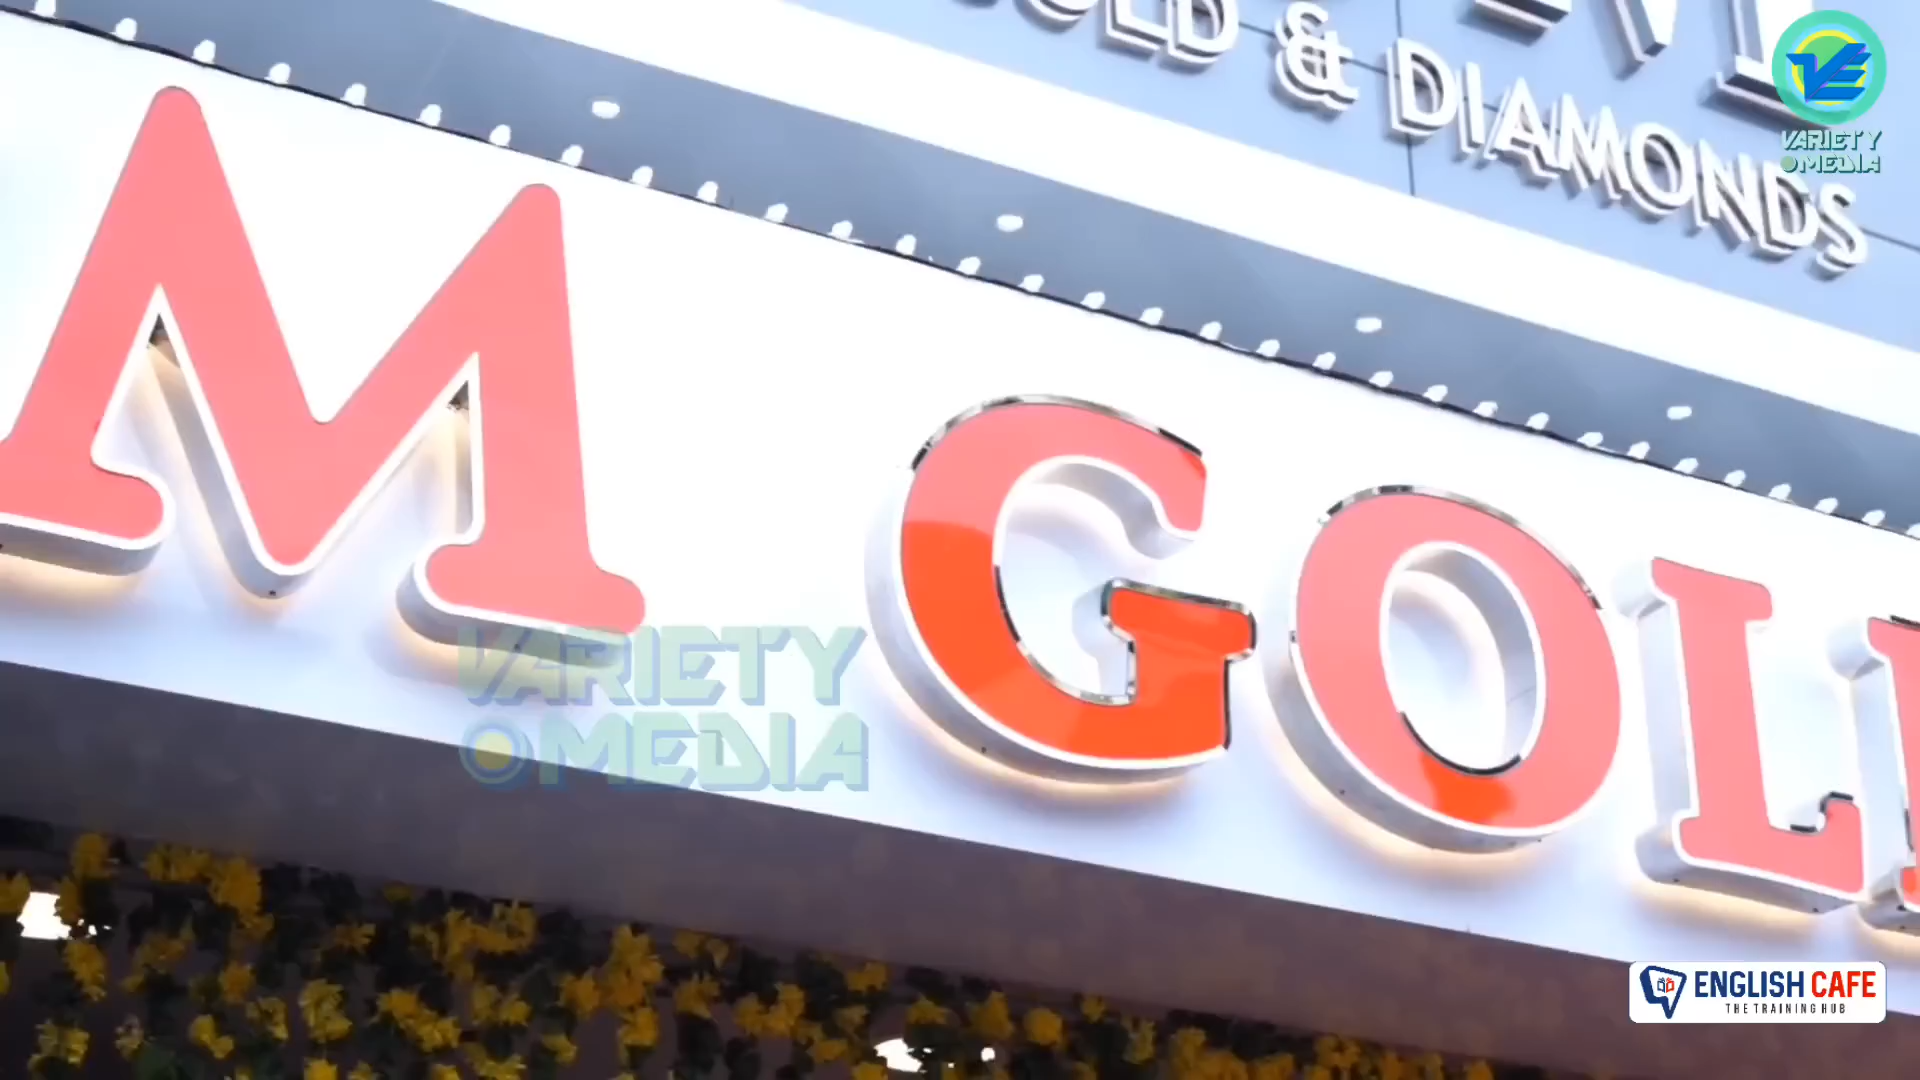 & DIAMONDS
VARIETY
MEDIA
M GOL
VARIETY
MEDIA
ENGLISH CAFE
THE TRAINING HUB